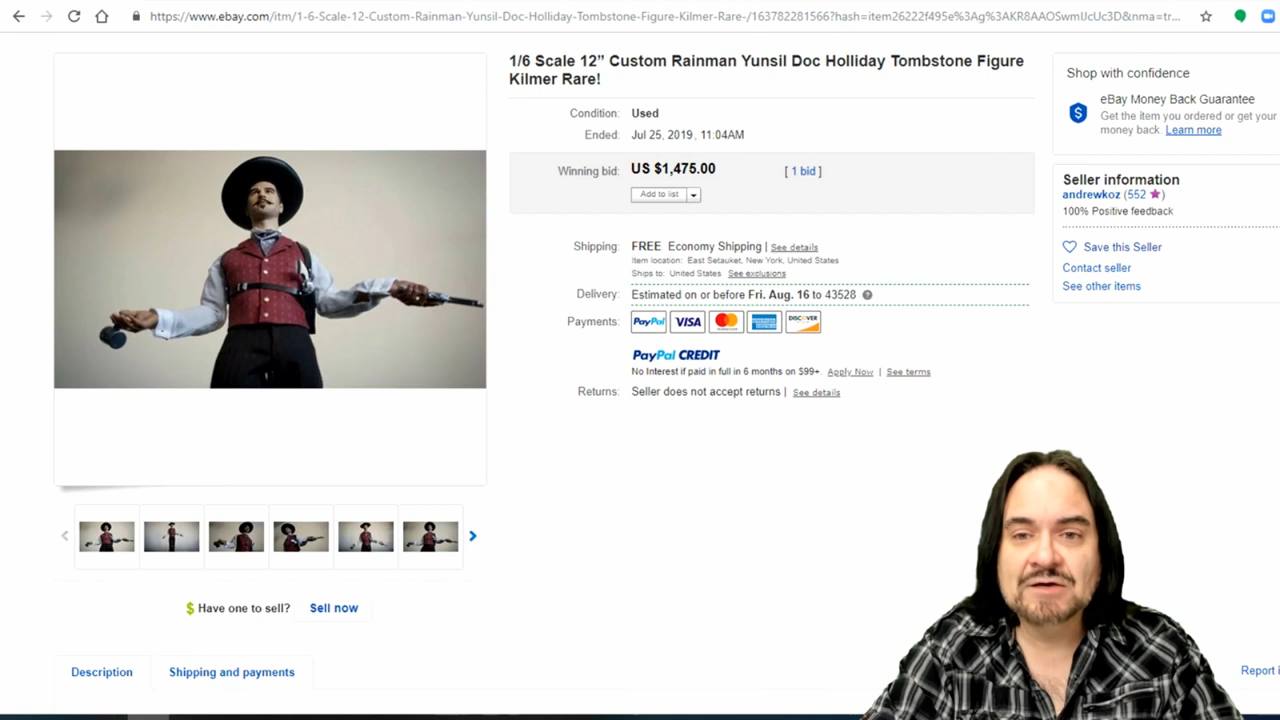 https://www.ebay.com/itm/1-6-Scale-12-Custom-Rainman-Yunsil-Doc-Holliday-Tombstone-Figure-Kilmer-Rare-/163782281566?hash=item26222f495e%3Ag%3AKR8AAOSwmlJcUc3D&nma=tr...
1/6 Scale 12” Custom Rainman Yunsil Doc Holliday Tombstone Figure
Kilmer Rare!
Condition: Used
Ended: Jul 25, 2019 , 11:04AM
Winning bid: US $1,475.00 [ 1 bid ]
Add to list
Shipping: FREE Economy Shipping | See details
Item location: East Setauket, New York, United States
Ships to: United States See exclusions
Delivery: Estimated on or before Fri. Aug. 16 to 43528
Payments: PayPal VISA MasterCard AMERICAN EXPRESS DISCOVER
PayPal CREDIT
No Interest if paid in full in 6 months on $99+. Apply Now | See terms
Returns: Seller does not accept returns | See details
Shop with confidence
eBay Money Back Guarantee
Get the item you ordered or get your
money back. Learn more
Seller information
andrewkoz (552 )
100% Positive feedback
Save this Seller
Contact seller
See other items
$ Have one to sell? Sell now
Description Shipping and payments
Report